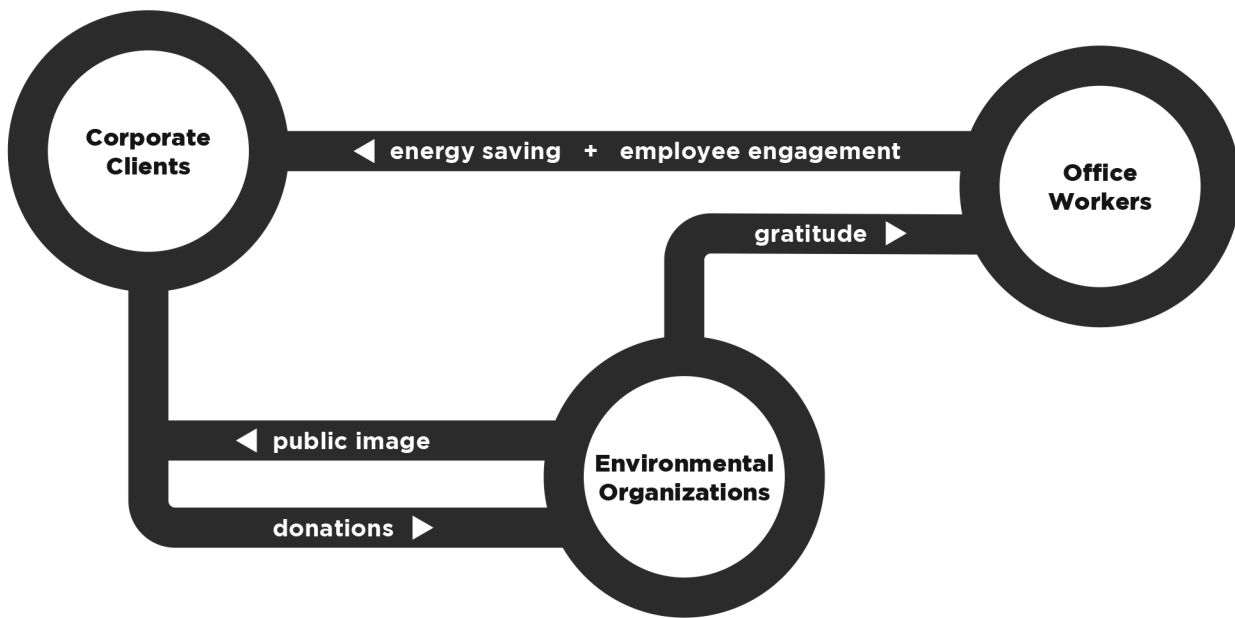 Corporate
Clients
energy saving + employee engagement
Office
Workers
gratitude
public image
Environmental
Organizations
donations